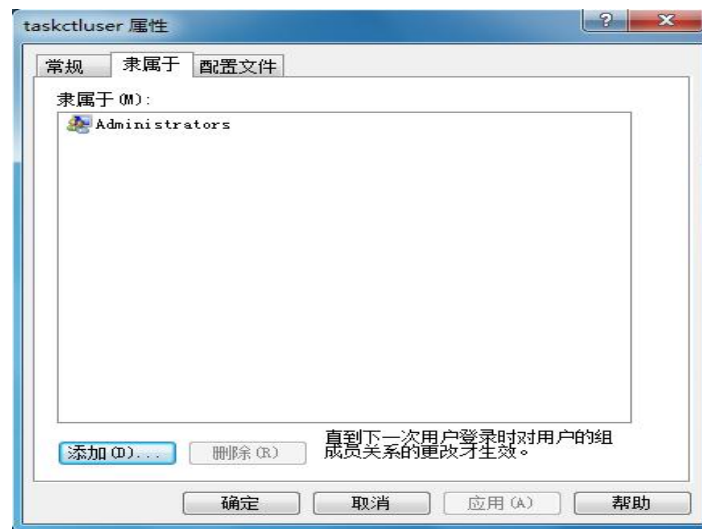 taskctluser 属性
常规
隶属于
配置文件
隶属于(M):
Administrators
添加(D)...
删除(R)
直到下一次用户登录时对用户的组
成员关系的更改才生效。
确定
取消
应用(A)
帮助